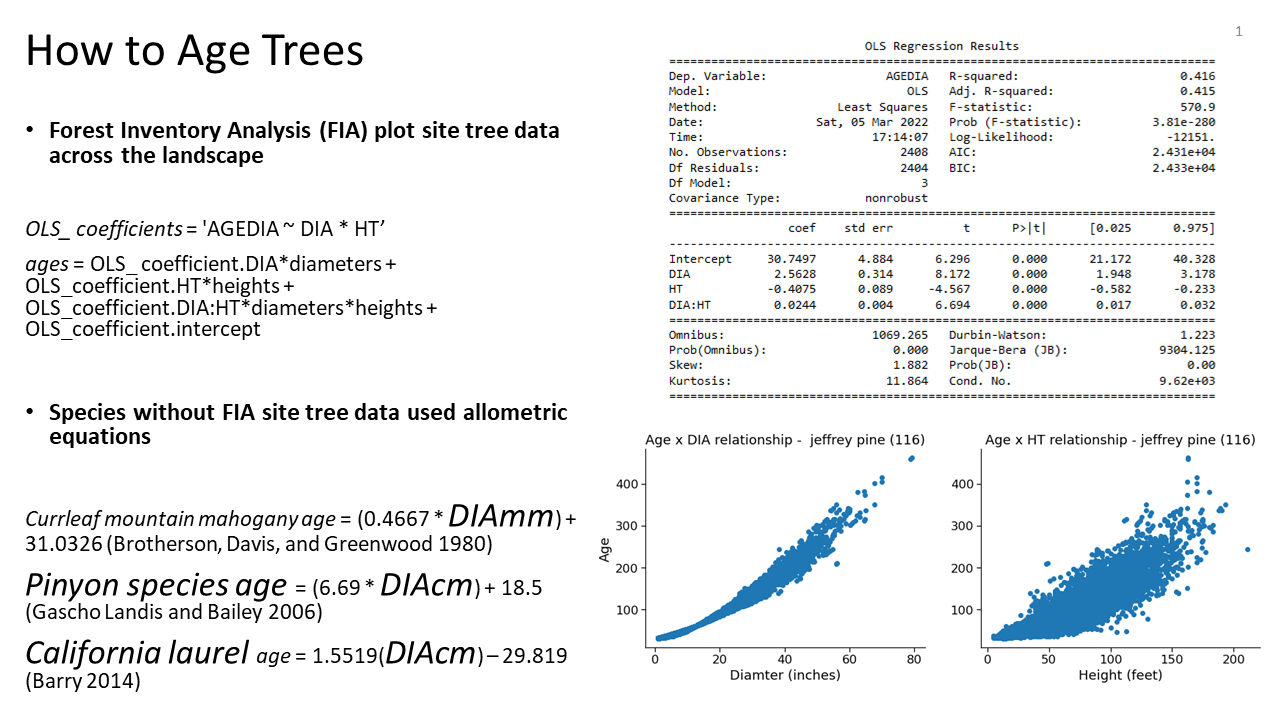 How to Age Trees
1
• Forest Inventory Analysis (FIA) plot site tree data
across the landscape
OLS_ coefficients = 'AGEDIA ~ DIA * HT’
ages = OLS_ coefficient.DIA*diameters +
OLS_coefficient.HT*heights +
OLS_coefficient.DIA:HT*diameters*heights +
OLS_coefficient.intercept
• Species without FIA site tree data used allometric
equations
Currleaf mountain mahogany age = (0.4667 * DIAmm) +
31.0326 (Brotherson, Davis, and Greenwood 1980)
Pinyon species age = (6.69 * DIAcm) + 18.5
(Gascho Landis and Bailey 2006)
California laurel age = 1.5519(DIAcm) – 29.819
(Barry 2014)
OLS Regression Results
==============================================================================
Dep. Variable: AGEDIA R-squared: 0.416
Model: OLS Adj. R-squared: 0.415
Method: Least Squares F-statistic: 570.9
Date: Sat, 05 Mar 2022 Prob (F-statistic): 3.81e-280
Time: 17:14:07 Log-Likelihood: -12151.
No. Observations: 2408 AIC: 2.431e+04
Df Residuals: 2404 BIC: 2.433e+04
Df Model: 3
Covariance Type: nonrobust
==============================================================================
coef std err t P>|t| [0.025 0.975]
------------------------------------------------------------------------------
Intercept 30.7497 4.884 6.296 0.000 21.172 40.328
DIA 2.5628 0.314 8.172 0.000 1.948 3.178
HT -0.4075 0.089 -4.567 0.000 -0.582 -0.233
DIA:HT 0.0244 0.004 6.694 0.000 0.017 0.032
==============================================================================
Omnibus: 1069.265 Durbin-Watson: 1.223
Prob(Omnibus): 0.000 Jarque-Bera (JB): 9304.125
Skew: 1.882 Prob(JB): 0.00
Kurtosis: 11.864 Cond. No. 9.62e+03
==============================================================================
Age x DIA relationship - jeffrey pine (116)
400
300
200
100
Age
0 20 40 60 80
Diamter (inches)
Age x HT relationship - jeffrey pine (116)
400
300
200
100
0 50 100 150 200
Height (feet)